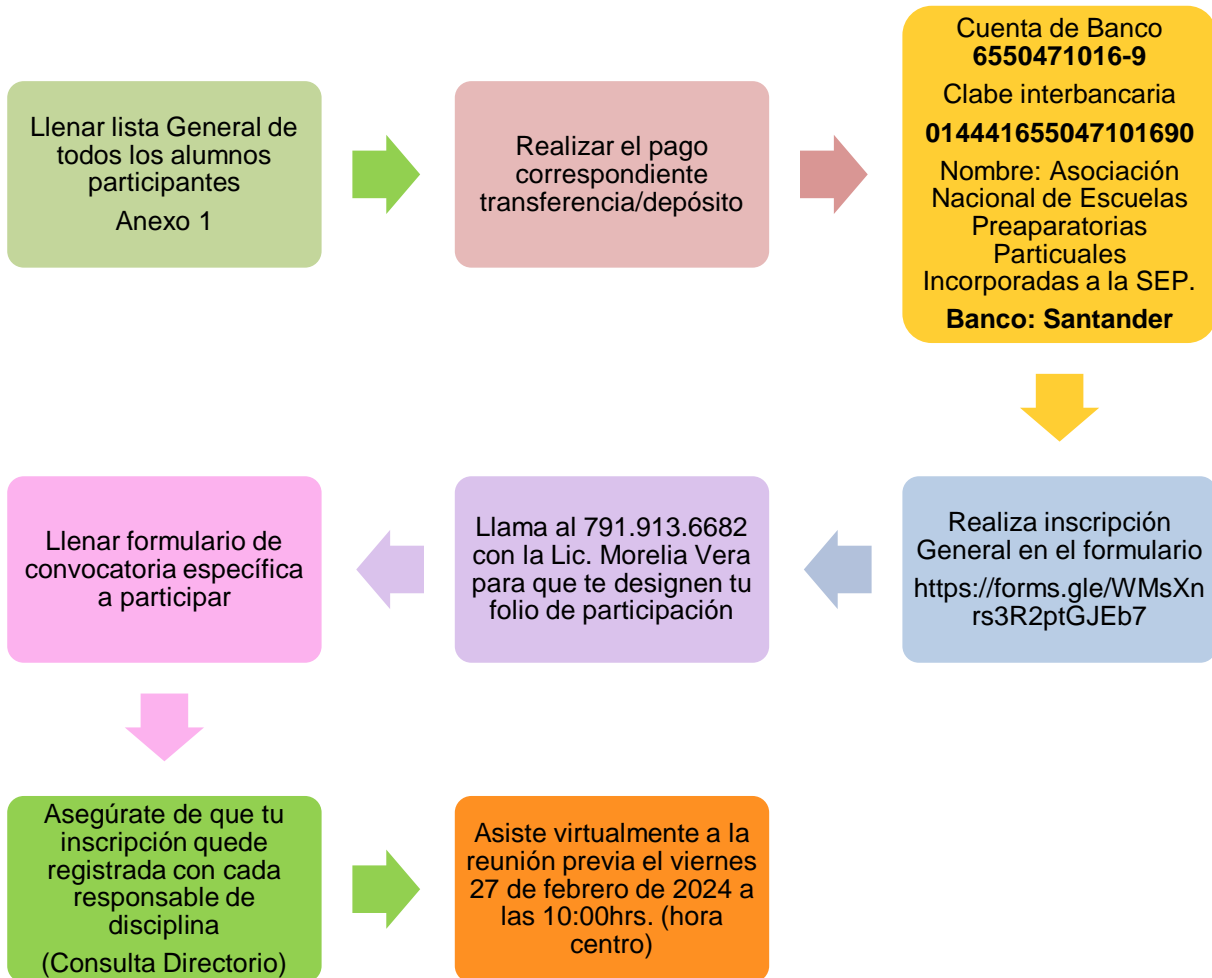 Llenar lista General de
todos los alumnos
participantes
Anexo 1
Realizar el pago
correspondiente
transferencia/depósito
Cuenta de Banco
6550471016-9
Clabe interbancaria
014441655047101690
Nombre: Asociación
Nacional de Escuelas
Preaparatorias
Particuales
Incorporadas a la SEP.
Banco: Santander
Realiza inscripción
General en el formulario
https://forms.gle/WMsXn
rs3R2ptGJEb7
Llama al 791.913.6682
con la Lic. Morelia Vera
para que te designen tu
folio de participación
Llenar formulario de
convocatoria específica
a participar
Asegúrate de que tu
inscripción quede
registrada con cada
responsable de
disciplina
(Consulta Directorio)
Asiste virtualmente a la
reunión previa el viernes
27 de febrero de 2024 a
las 10:00hrs. (hora
centro)